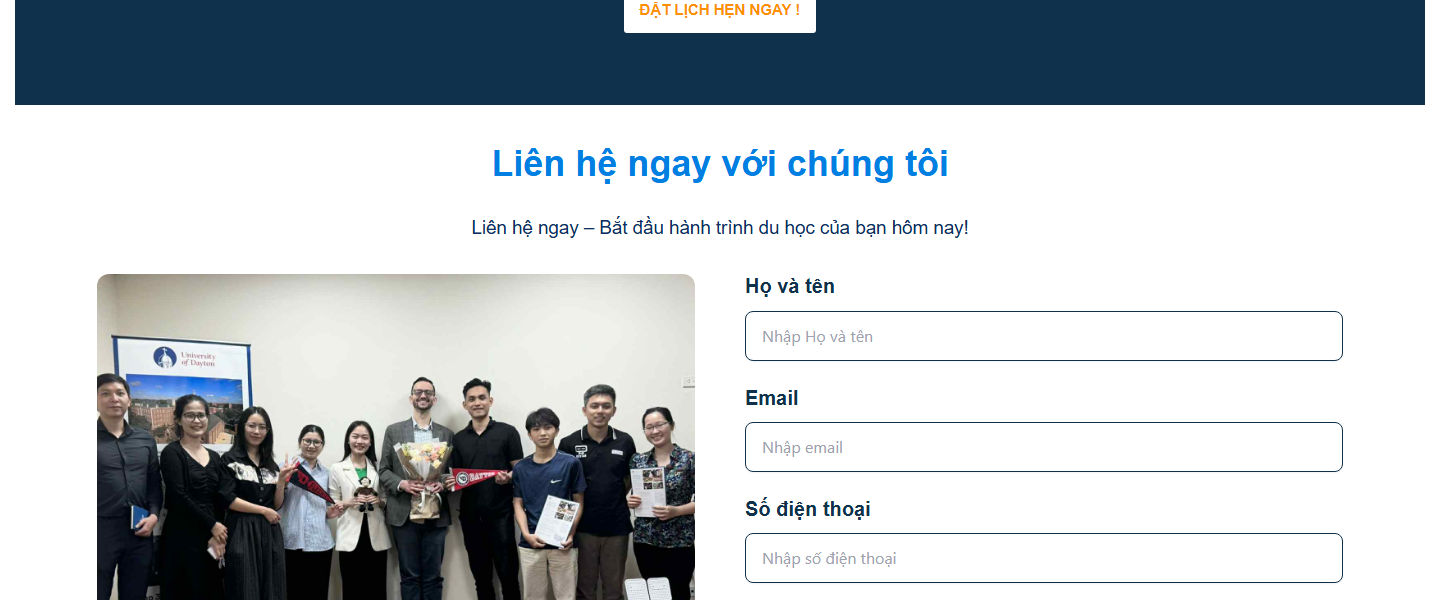 ĐẶT LỊCH HẸN NGAY !
Liên hệ ngay với chúng tôi
Liên hệ ngay – Bắt đầu hành trình du học của bạn hôm nay!
University
of Dayton
Họ và tên
Nhập Họ và tên
Email
Nhập email
Số điện thoại
Nhập số điện thoại